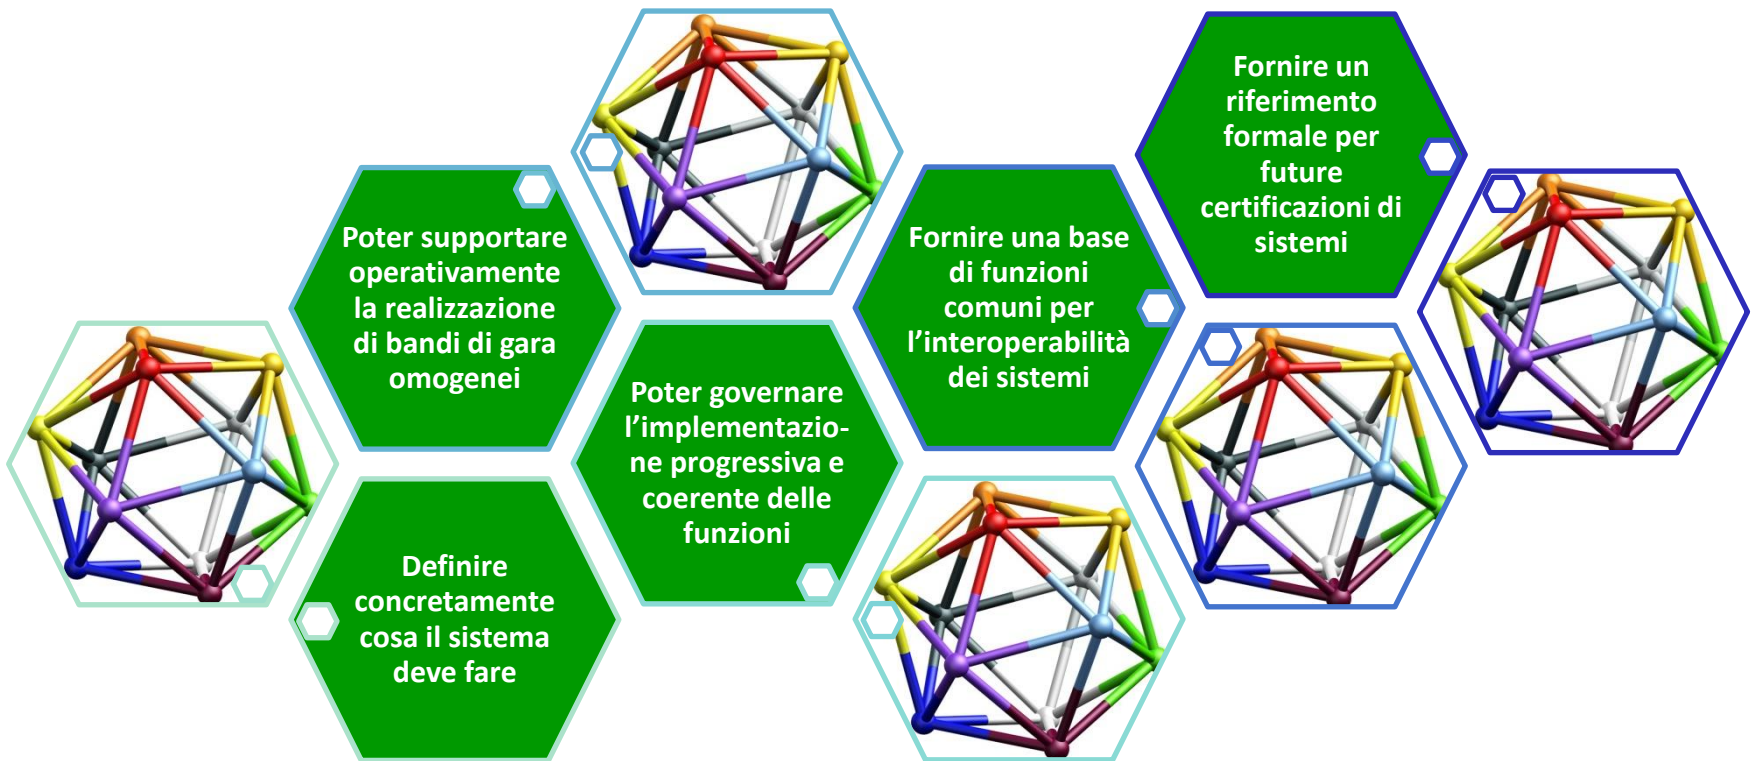 Poter supportare
operativamente
la realizzazione
di bandi di gara
omogenei
Definire
concretamente
cosa il sistema
deve fare
Poter governare
l’implementazio-
ne progressiva e
coerente delle
funzioni
Fornire una base
di funzioni
comuni per
l’interoperabilità
dei sistemi
Fornire un
riferimento
formale per
future
certificazioni di
sistemi